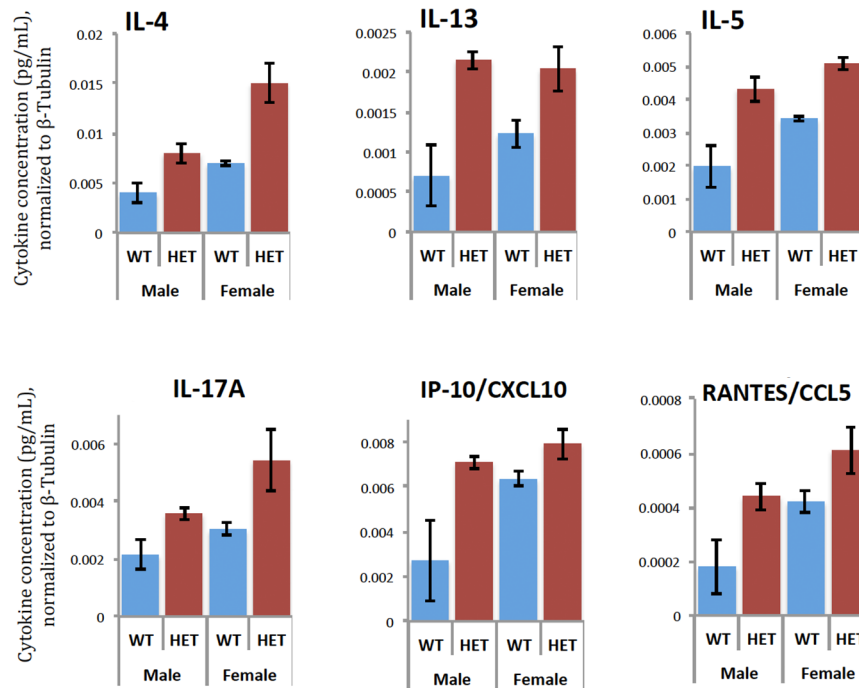 IL-4
Cytokine concentration (pg/mL),
normalized to β-Tubulin
0.02
0.015
0.01
0.005
0
WT HET WT HET
Male Female
IL-13
0.0025
0.002
0.0015
0.001
0.0005
0
WT HET WT HET
Male Female
IL-5
0.006
0.005
0.004
0.003
0.002
0.001
0
WT HET WT HET
Male Female
IL-17A
Cytokine concentration (pg/mL),
normalized to β-Tubulin
0.006
0.004
0.002
0
WT HET WT HET
Male Female
IP-10/CXCL10
0.008
0.006
0.004
0.002
0
WT HET WT HET
Male Female
RANTES/CCL5
0.0008
0.0006
0.0004
0.0002
0
WT HET WT HET
Male Female